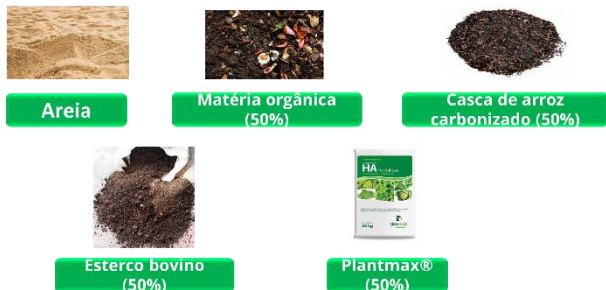 Areia
Matéria orgânica
(50%)
Casca de arroz
carbonizado (50%)
HA
Esterco bovino
(50%)
Plantmax®
(50%)